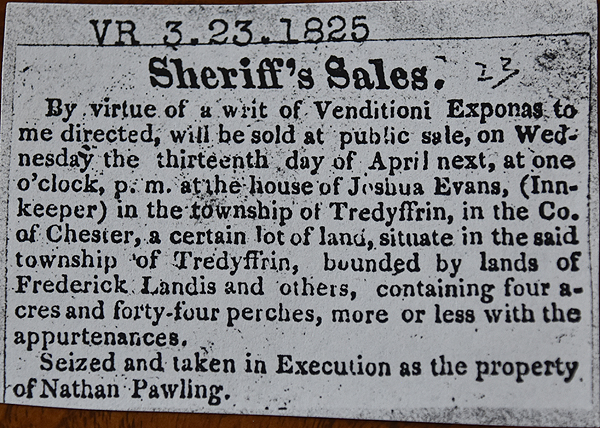 VR 3.23.1825
Sheriff's Sales. 23
By virtue of a writ of Venditioni Exponas to
me directed, will be sold at public sale, on Wed-
nesday the thirteenth day of April next, at one
o'clock, p. m. at the house of Joshua Evans, (Inn-
keeper) in the township of Tredyffrin, in the Co.
of Chester, a certain lot of land, situate in the said
township of Tredyffrin, bounded by lands of
Frederick Landis and others, containing four a-
cres and forty-four perches, more or less with the
appurtenances.
Seized and taken in Execution as the property
of Nathan Pawling.